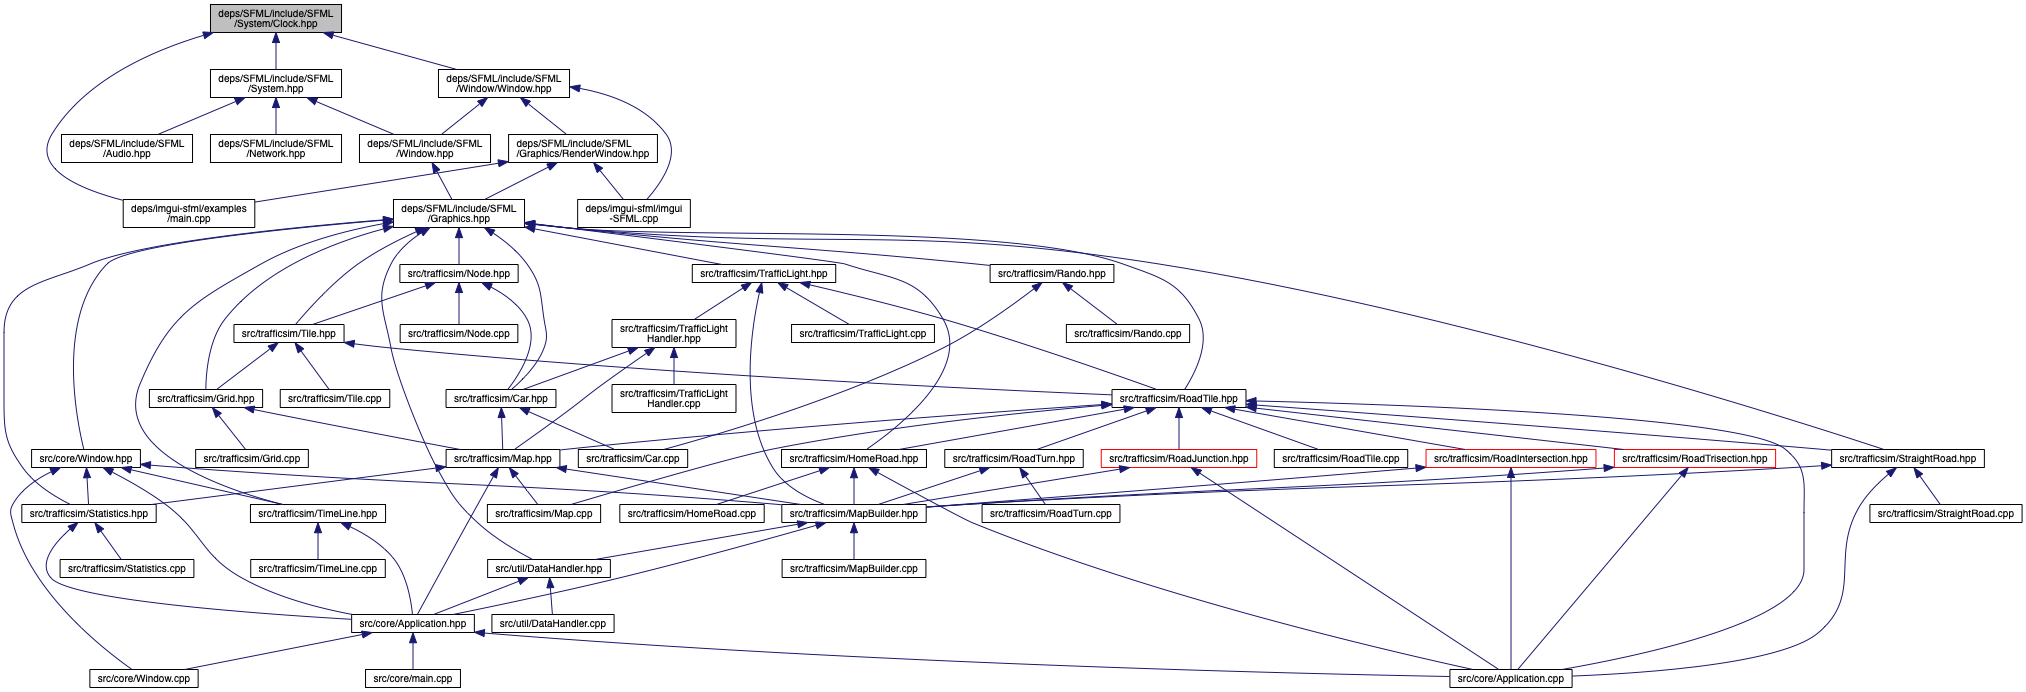 deps/SFML/include/SFML
/System/Clock.hpp
deps/SFML/include/SFML
/System.hpp
deps/SFML/include/SFML
/Window/Window.hpp
deps/SFML/include/SFML
/Audio.hpp
deps/SFML/include/SFML
/Network.hpp
deps/SFML/include/SFML
/Window.hpp
deps/SFML/include/SFML
/Graphics/RenderWindow.hpp
deps/imgui-sfml/examples
/main.cpp
deps/SFML/include/SFML
/Graphics.hpp
deps/imgui-sfml/imgui
-SFML.cpp
src/trafficsim/Node.hpp
src/trafficsim/TrafficLight.hpp
src/trafficsim/Rando.hpp
src/trafficsim/Tile.hpp
src/trafficsim/Node.cpp
src/trafficsim/TrafficLight
Handler.hpp
src/trafficsim/TrafficLight.cpp
src/trafficsim/Rando.cpp
src/trafficsim/Grid.hpp
src/trafficsim/Tile.cpp
src/trafficsim/Car.hpp
src/trafficsim/TrafficLight
Handler.cpp
src/trafficsim/RoadTile.hpp
src/core/Window.hpp
src/trafficsim/Grid.cpp
src/trafficsim/Map.hpp
src/trafficsim/Car.cpp
src/trafficsim/HomeRoad.hpp
src/trafficsim/RoadTurn.hpp
src/trafficsim/RoadJunction.hpp
src/trafficsim/RoadTile.cpp
src/trafficsim/RoadIntersection.hpp
src/trafficsim/RoadTrisection.hpp
src/trafficsim/StraightRoad.hpp
src/trafficsim/Statistics.hpp
src/trafficsim/TimeLine.hpp
src/trafficsim/Map.cpp
src/trafficsim/HomeRoad.cpp
src/trafficsim/MapBuilder.hpp
src/trafficsim/RoadTurn.cpp
src/trafficsim/StraightRoad.cpp
src/trafficsim/Statistics.cpp
src/trafficsim/TimeLine.cpp
src/util/DataHandler.hpp
src/trafficsim/MapBuilder.cpp
src/core/Application.hpp
src/util/DataHandler.cpp
src/core/Window.cpp
src/core/main.cpp
src/core/Application.cpp